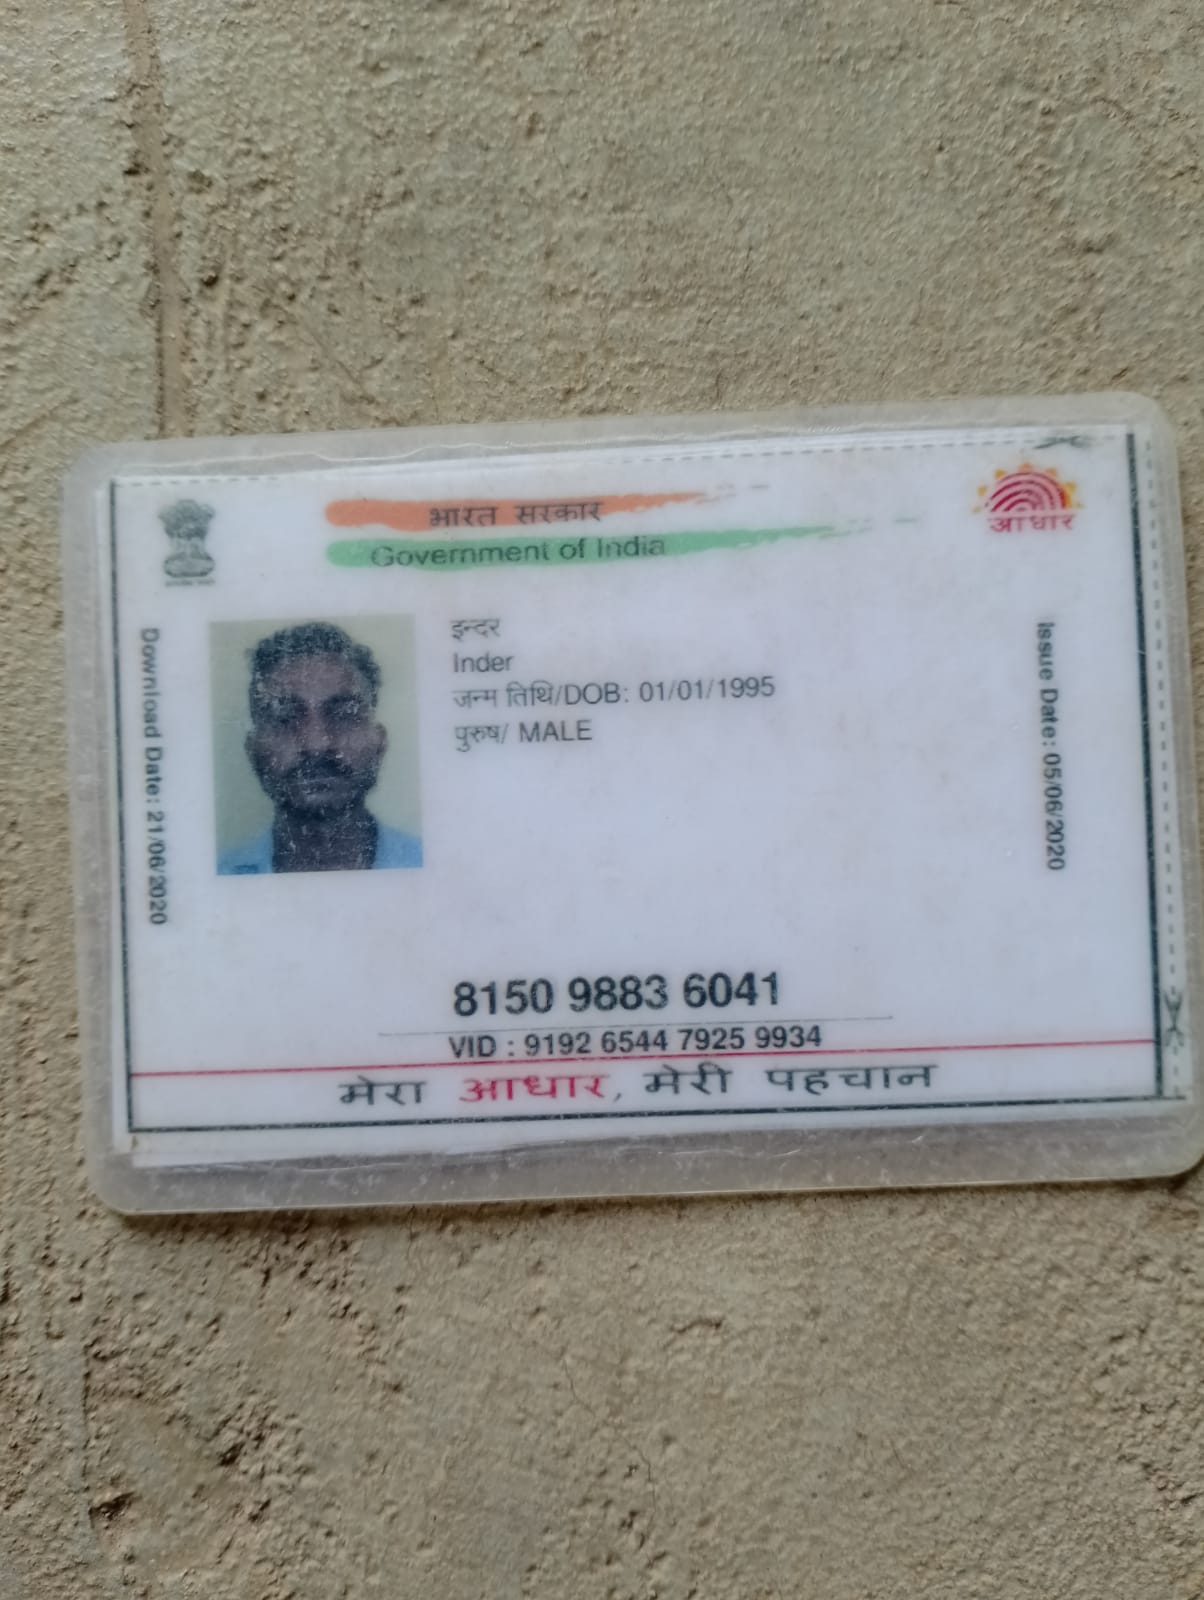 भारत सरकार
Government of India
आधार
इन्दर
Inder
जन्म तिथि/DOB: 01/01/1995
पुरुष/ MALE
Download Date: 21/06/2020
Issue Date: 05/06/2020
8150 9883 6041
VID : 9192 6544 7925 9934
मेरा आधार, मेरी पहचान